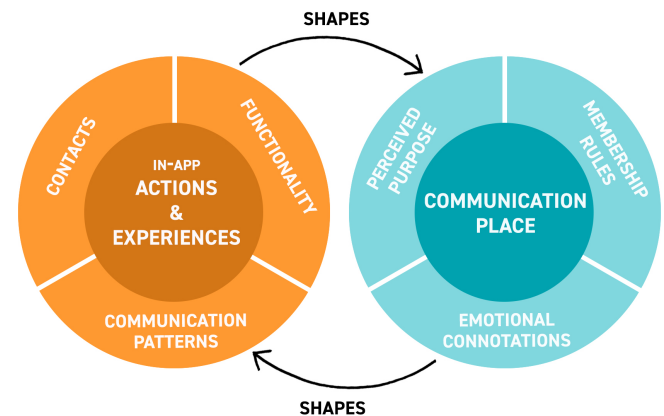 SHAPES
CONTACTS
FUNCTIONALITY
IN-APP
ACTIONS
&
EXPERIENCES
COMMUNICATION
PATTERNS
PERCEIVED
PURPOSE
MEMBERSHIP
RULES
COMMUNICATION
PLACE
EMOTIONAL
CONNOTATIONS
SHAPES